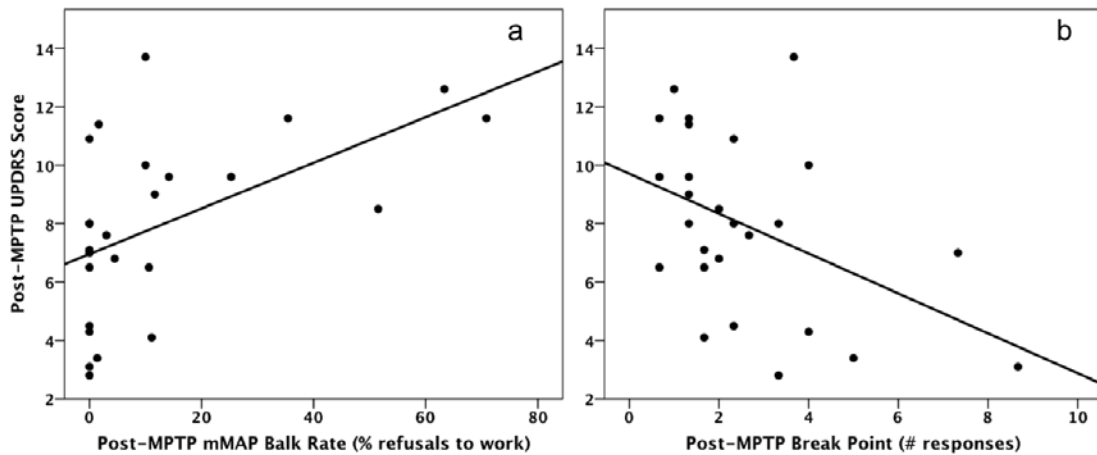 a
b
Post-MPTP UPDRS Score
14
12
10
8
6
4
2
14
12
10
8
6
4
2
0 20 40 60 80
0 2 4 6 8 10
Post-MPTP mMAP Balk Rate (% refusals to work)
Post-MPTP Break Point (# responses)